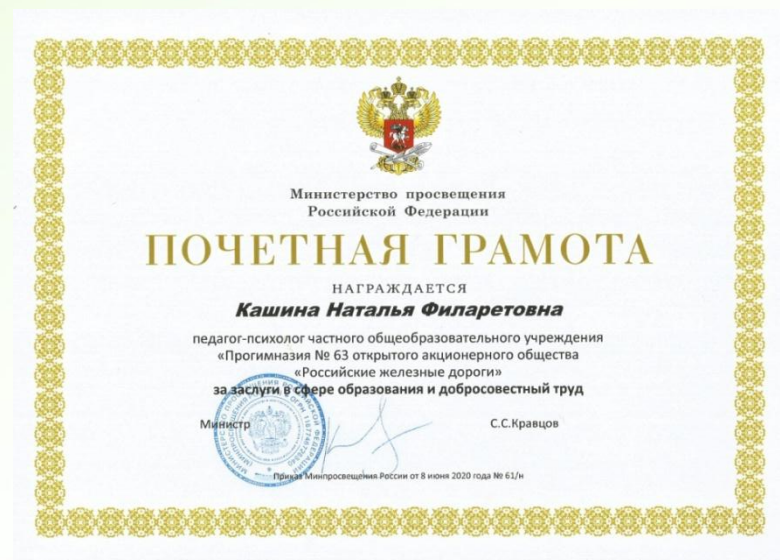 Министерство просвещения
Российской Федерации
ПОЧЕТНАЯ ГРАМОТА
НАГРАЖДАЕТСЯ
Кашина Наталья Филаретовна
педагог-психолог частного общеобразовательного учреждения
«Прогимназия № 63 открытого акционерного общества
«Российские железные дороги»
за заслуги в сфере образования и добросовестный труд
Министр
С.С.Кравцов
Приказ Минпросвещения России от 8 июня 2020 года № 61/н